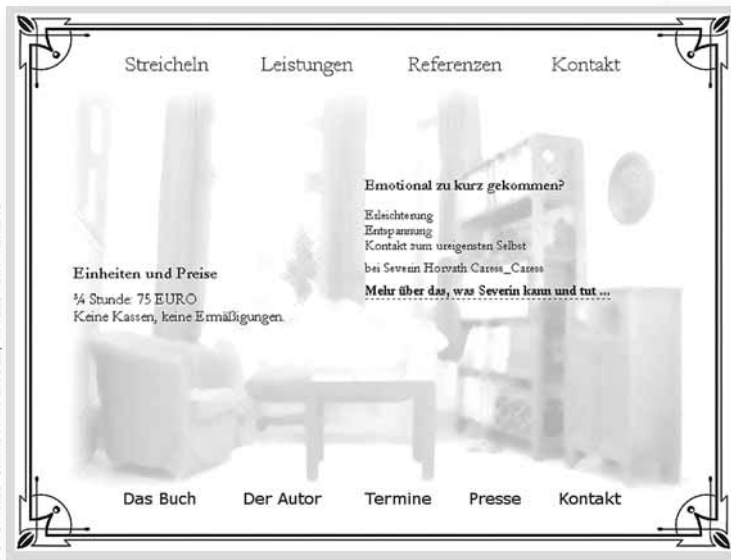 Streicheln Leistungen Referenzen Kontakt
Emotional zu kurz gekommen?
Erleichterung
Entspannung
Kontakt zum ureigensten Selbst
bei Severin Horvath Caress_Caress
Mehr über das, was Severin kann und tut ...
Einheiten und Preise
¾ Stunde: 75 EURO
Keine Kassen, keine Ermäßigungen.
Das Buch Der Autor Termine Presse Kontakt